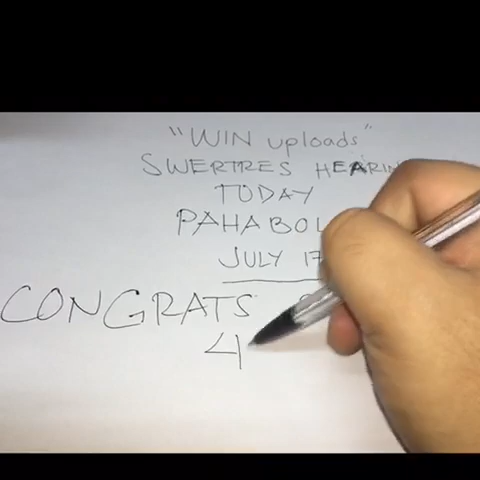 "WIN uploads"
SWERTRES HEARIN
TODAY
PAHABOL
JULY 17
CONGRATS
4